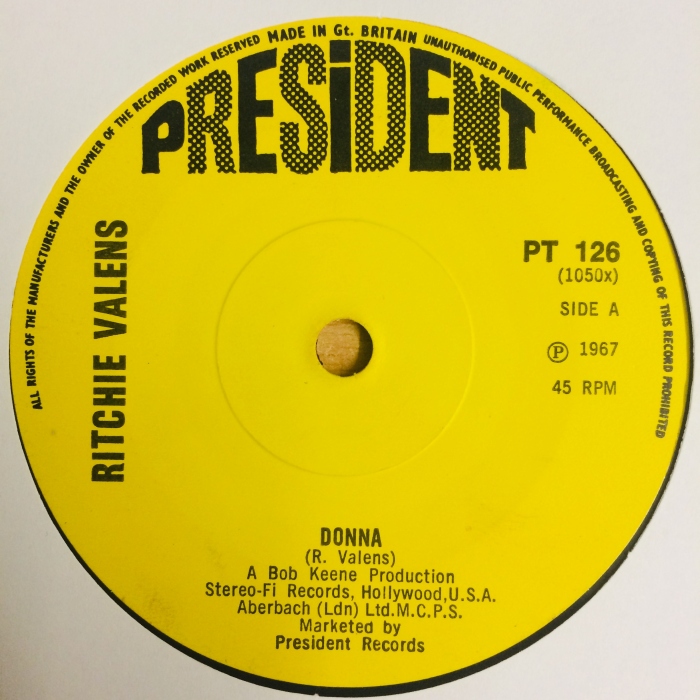 ALL RIGHTS OF THE MANUFACTURERS AND THE OWNER OF THE RECORDED WORK RESERVED MADE IN Gt. BRITAIN UNAUTHORISED PUBLIC PERFORMANCE BROADCASTING AND COPYING OF THIS RECORD PROHIBITED
PRESiDENT
RITCHIE VALENS
PT 126
(1050x)
SIDE A
Ⓟ 1967
45 RPM
DONNA
(R. Valens)
A Bob Keene Production
Stereo-Fi Records, Hollywood,U.S.A.
Aberbach (Ldn) Ltd.M.C.P.S.
Marketed by
President Records